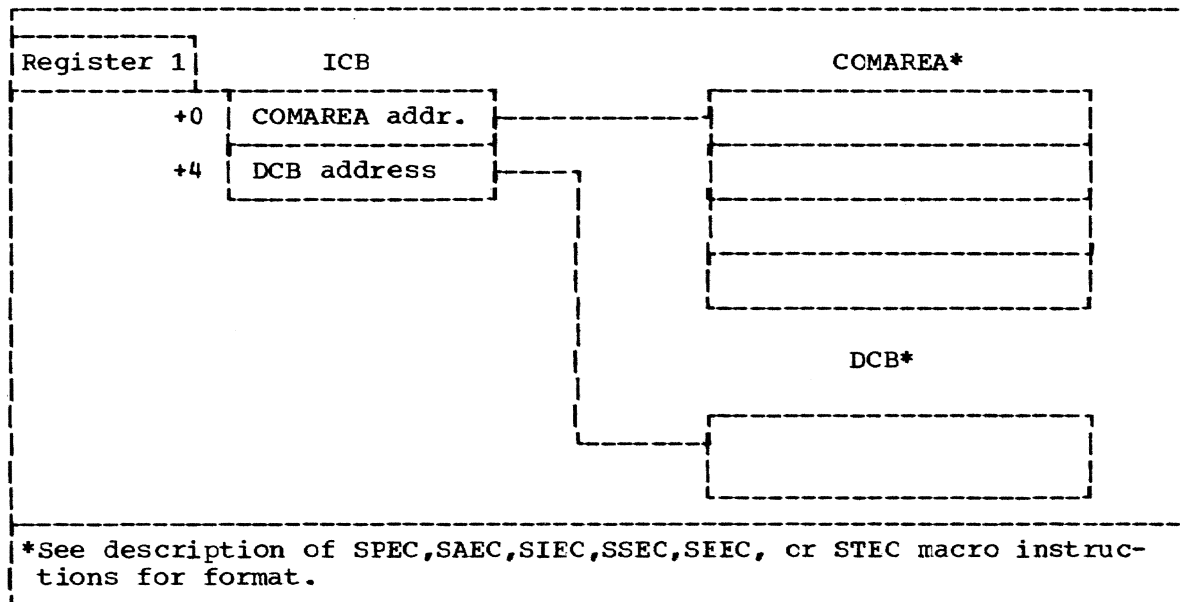 Register 1 ICB COMAREA*
+0 COMAREA addr.
+4 DCB address
DCB*
*See description of SPEC,SAEC,SIEC,SSEC,SEEC, or STEC macro instruc-
tions for format.